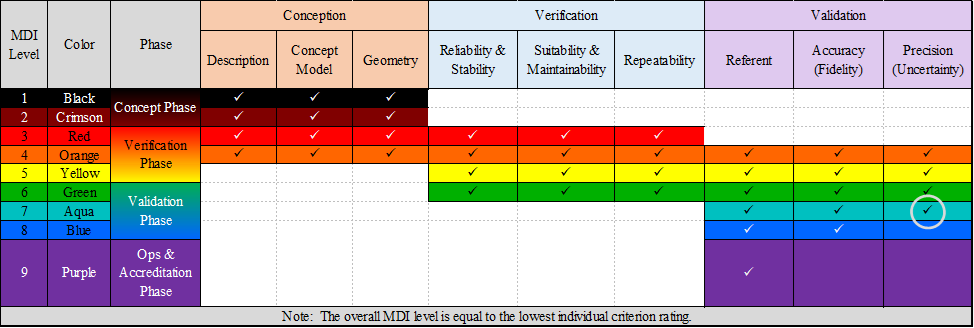 MDI Level Color Phase Conception Verification Validation
Description Concept Model Geometry Reliability & Stability Suitability & Maintainability Repeatability Referent Accuracy (Fidelity) Precision (Uncertainty)
1 Black Concept Phase ✓ ✓ ✓
2 Crimson ✓ ✓ ✓
3 Red Verification Phase ✓ ✓ ✓ ✓ ✓ ✓
4 Orange ✓ ✓ ✓ ✓ ✓ ✓ ✓ ✓ ✓
5 Yellow ✓ ✓ ✓ ✓ ✓ ✓
6 Green Validation Phase ✓ ✓ ✓ ✓ ✓ ✓
7 Aqua ✓ ✓ ✓
8 Blue ✓ ✓
9 Purple Ops & Accreditation Phase ✓
Note: The overall MDI level is equal to the lowest individual criterion rating.